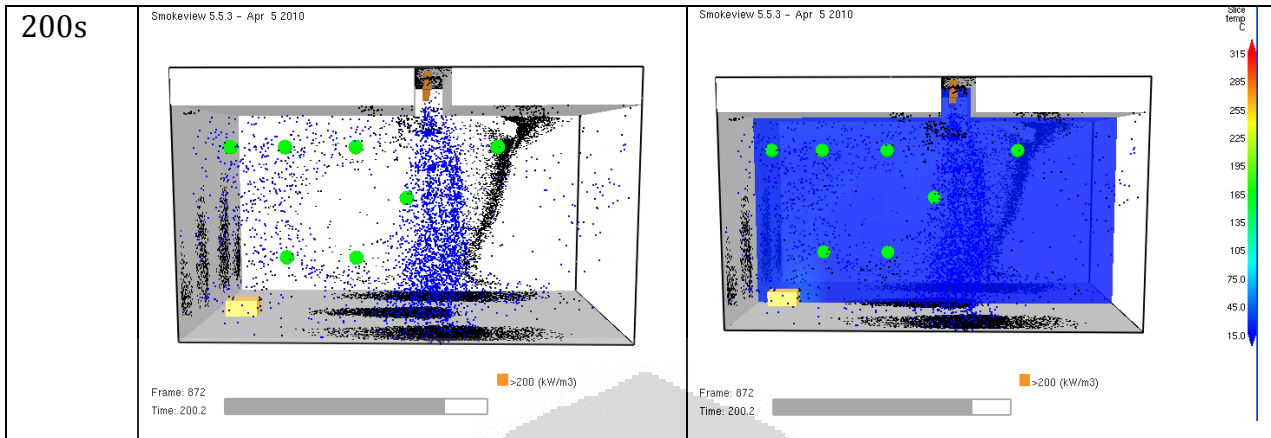 200s
Smokeview 5.5.3 – Apr 5 2010
>200 (kW/m3)
Frame: 872
Time: 200.2
Smokeview 5.5.3 – Apr 5 2010
Slice
temp
C
315
285
255
225
195
165
135
105
75.0
45.0
15.0
>200 (kW/m3)
Frame: 872
Time: 200.2